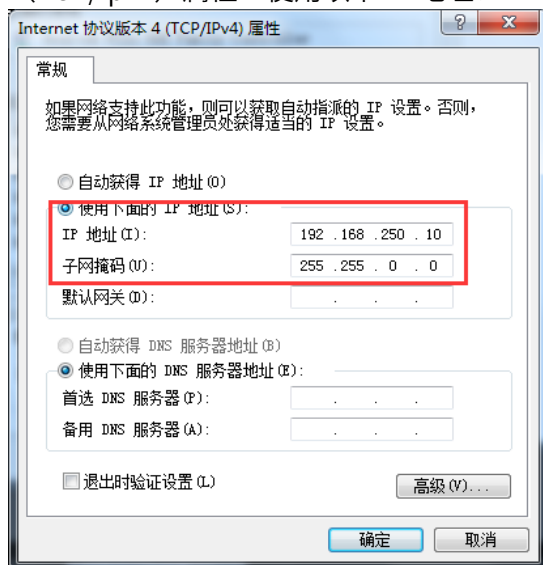 Internet 协议版本 4 (TCP/IPv4) 属性
常规
如果网络支持此功能，则可以获取自动指派的 IP 设置。否则，
您需要从网络系统管理员处获得适当的 IP 设置。
自动获得 IP 地址(O)
使用下面的 IP 地址(S):
IP 地址(I): 192 .168 .250 . 10
子网掩码(U): 255 .255 . 0 . 0
默认网关(D): . . .
自动获得 DNS 服务器地址(B)
使用下面的 DNS 服务器地址(E):
首选 DNS 服务器(P): . . .
备用 DNS 服务器(A): . . .
退出时验证设置(L)
高级(V)...
确定 取消